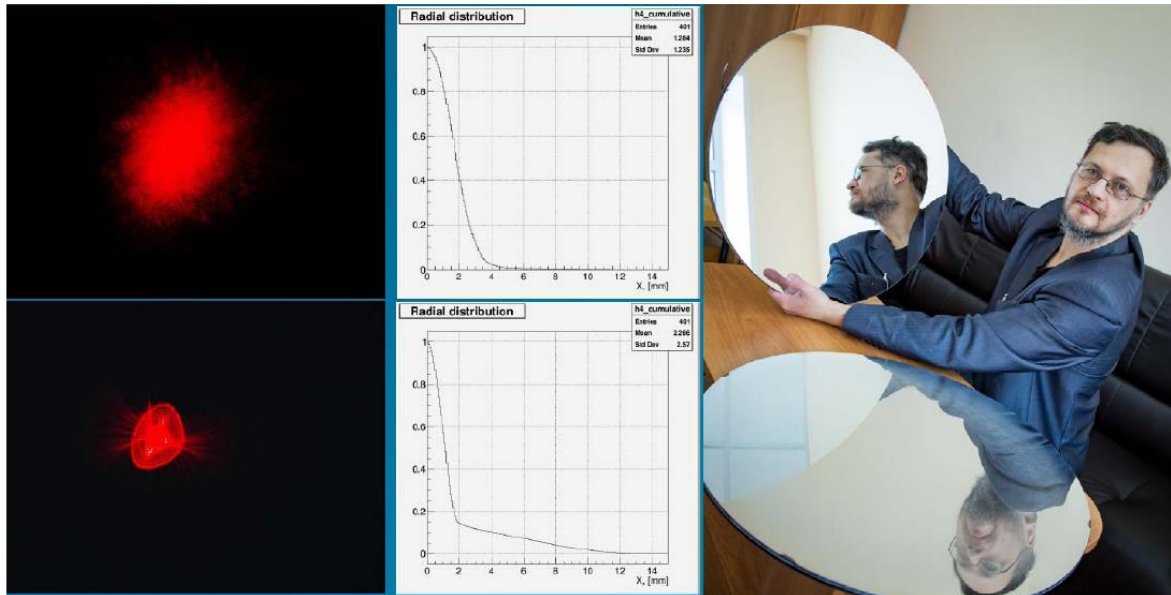 Radial distribution
h4_cumulative
Entries 401
Mean 1.284
Std Dev 1.235
1
0.8
0.6
0.4
0.2
0
0 2 4 6 8 10 12 14
X, [mm]
Radial distribution
h4_cumulative
Entries 401
Mean 2.266
Std Dev 2.57
1
0.8
0.6
0.4
0.2
0
0 2 4 6 8 10 12 14
X, [mm]